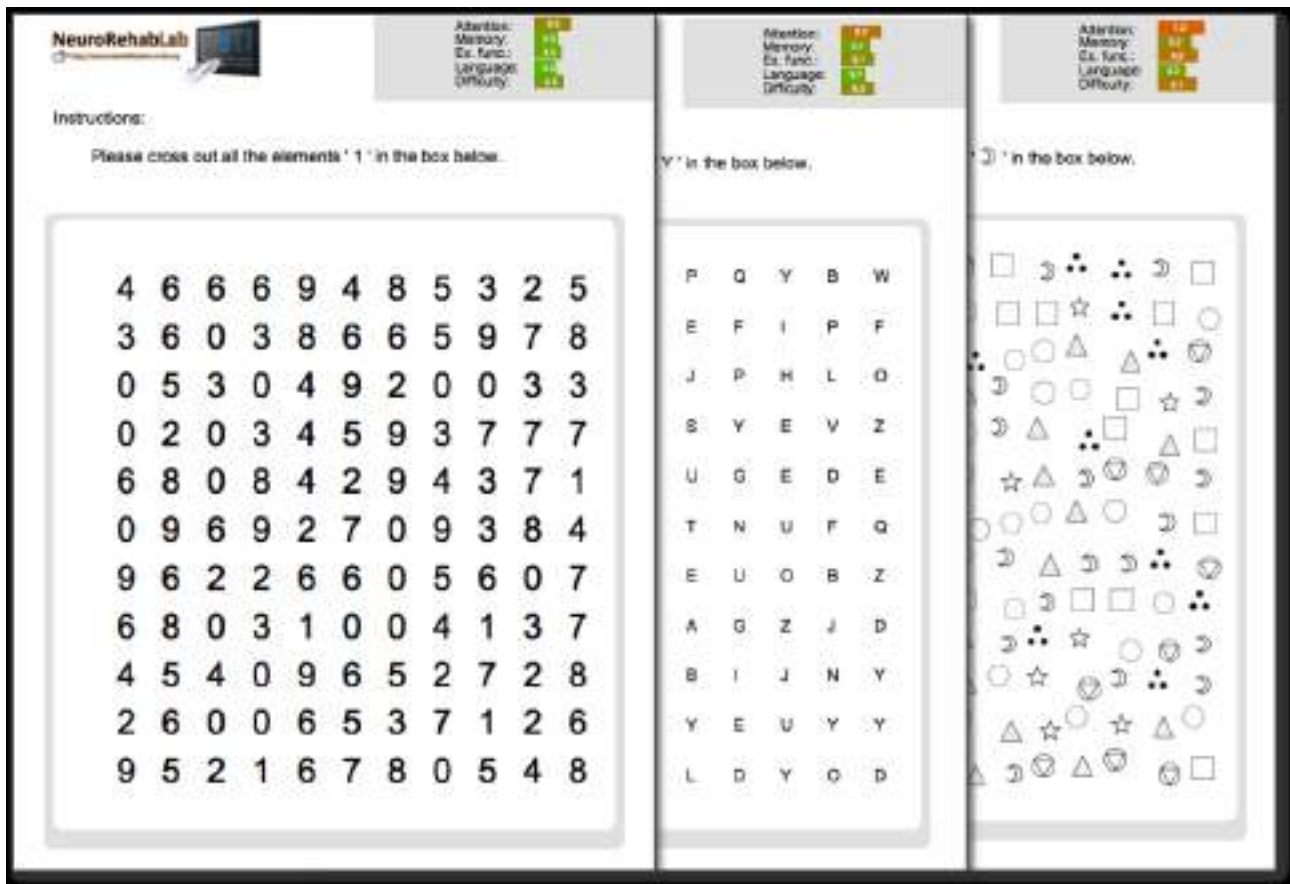 NeuroRehabLab
Attention:
Memory:
Ex. func.:
Language:
Difficulty:
Instructions:
Please cross out all the elements ' 1 ' in the box below.
4 6 6 6 9 4 8 5 3 2 5
3 6 0 3 8 6 6 5 9 7 8
0 5 3 0 4 9 2 0 0 3 3
0 2 0 3 4 5 9 3 7 7 7
6 8 0 8 4 2 9 4 3 7 1
0 9 6 9 2 7 0 9 3 8 4
9 6 2 2 6 6 0 5 6 0 7
6 8 0 3 1 0 0 4 1 3 7
4 5 4 0 9 6 5 2 7 2 8
2 6 0 0 6 5 3 7 1 2 6
9 5 2 1 6 7 8 0 5 4 8
Attention:
Memory:
Ex. func.:
Language:
Difficulty:
Y ' in the box below.
P Q Y B W
E F I P F
J P H L O
S Y E V Z
U G E D E
T N U F Q
E U O B Z
A G Z J D
B I J N Y
Y E U Y Y
L D Y O D
Attention:
Memory:
Ex. func.:
Language:
Difficulty:
' in the box below.